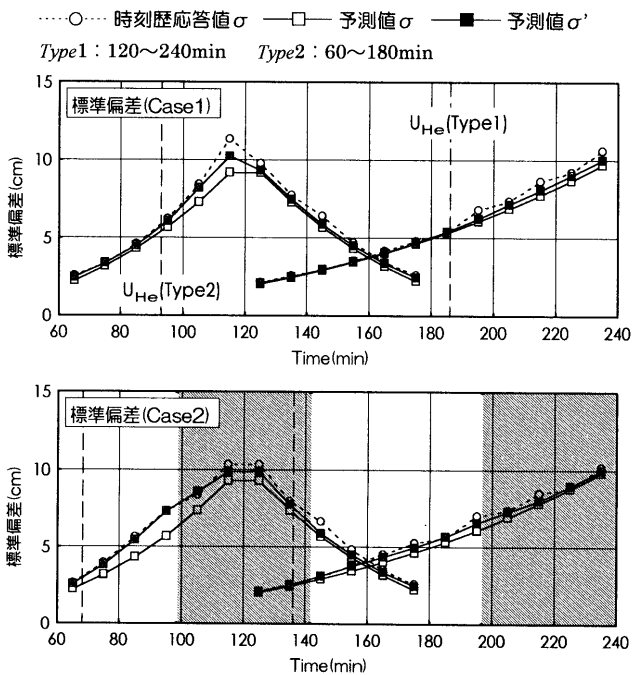 時刻歴応答値σ 予測値σ 予測値σ'
Type1：120～240min Type2：60～180min
標準偏差(Case1)
UHe(Type1)
UHe(Type2)
標準偏差(cm)
15
10
5
0
60 80 100 120 140 160 180 200 220 240
Time(min)
標準偏差(Case2)
標準偏差(cm)
15
10
5
0
60 80 100 120 140 160 180 200 220 240
Time(min)